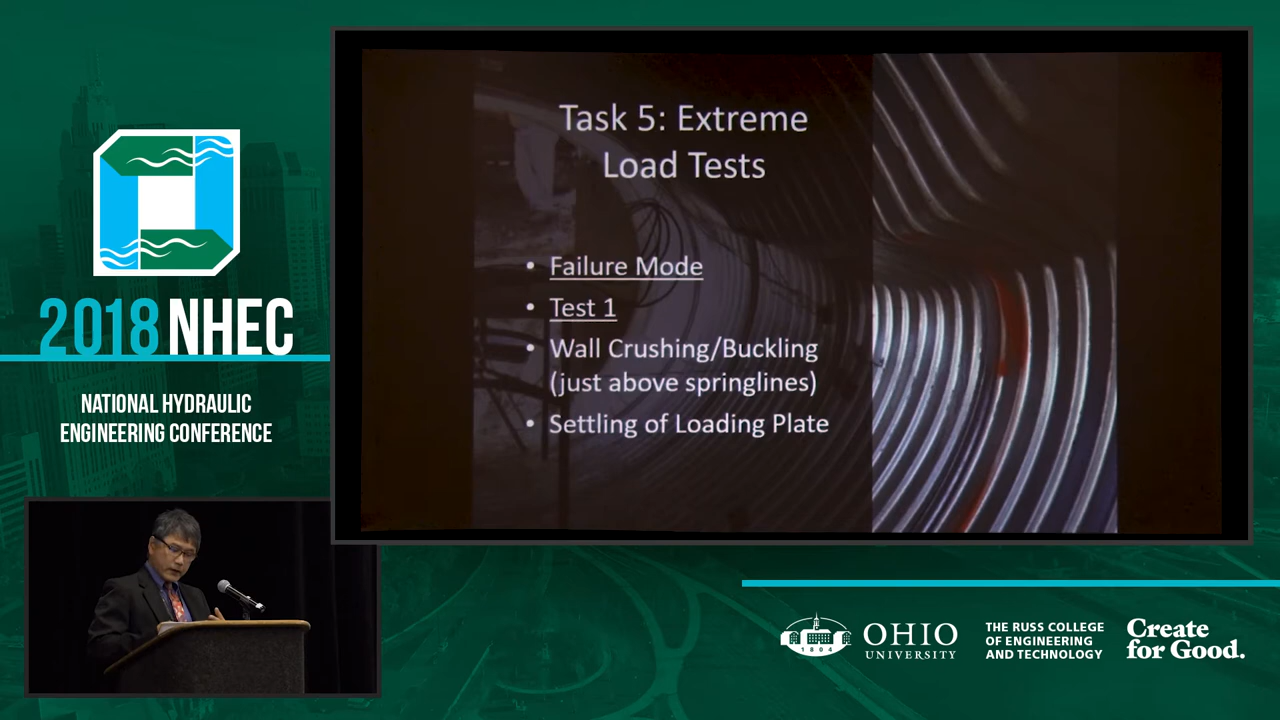 2018 NHEC
NATIONAL HYDRAULIC
ENGINEERING CONFERENCE
Task 5: Extreme
Load Tests
• Failure Mode
• Test 1
• Wall Crushing/Buckling
(just above springlines)
• Settling of Loading Plate
1804
OHIO
UNIVERSITY
THE RUSS COLLEGE
OF ENGINEERING
AND TECHNOLOGY
Create
for Good.